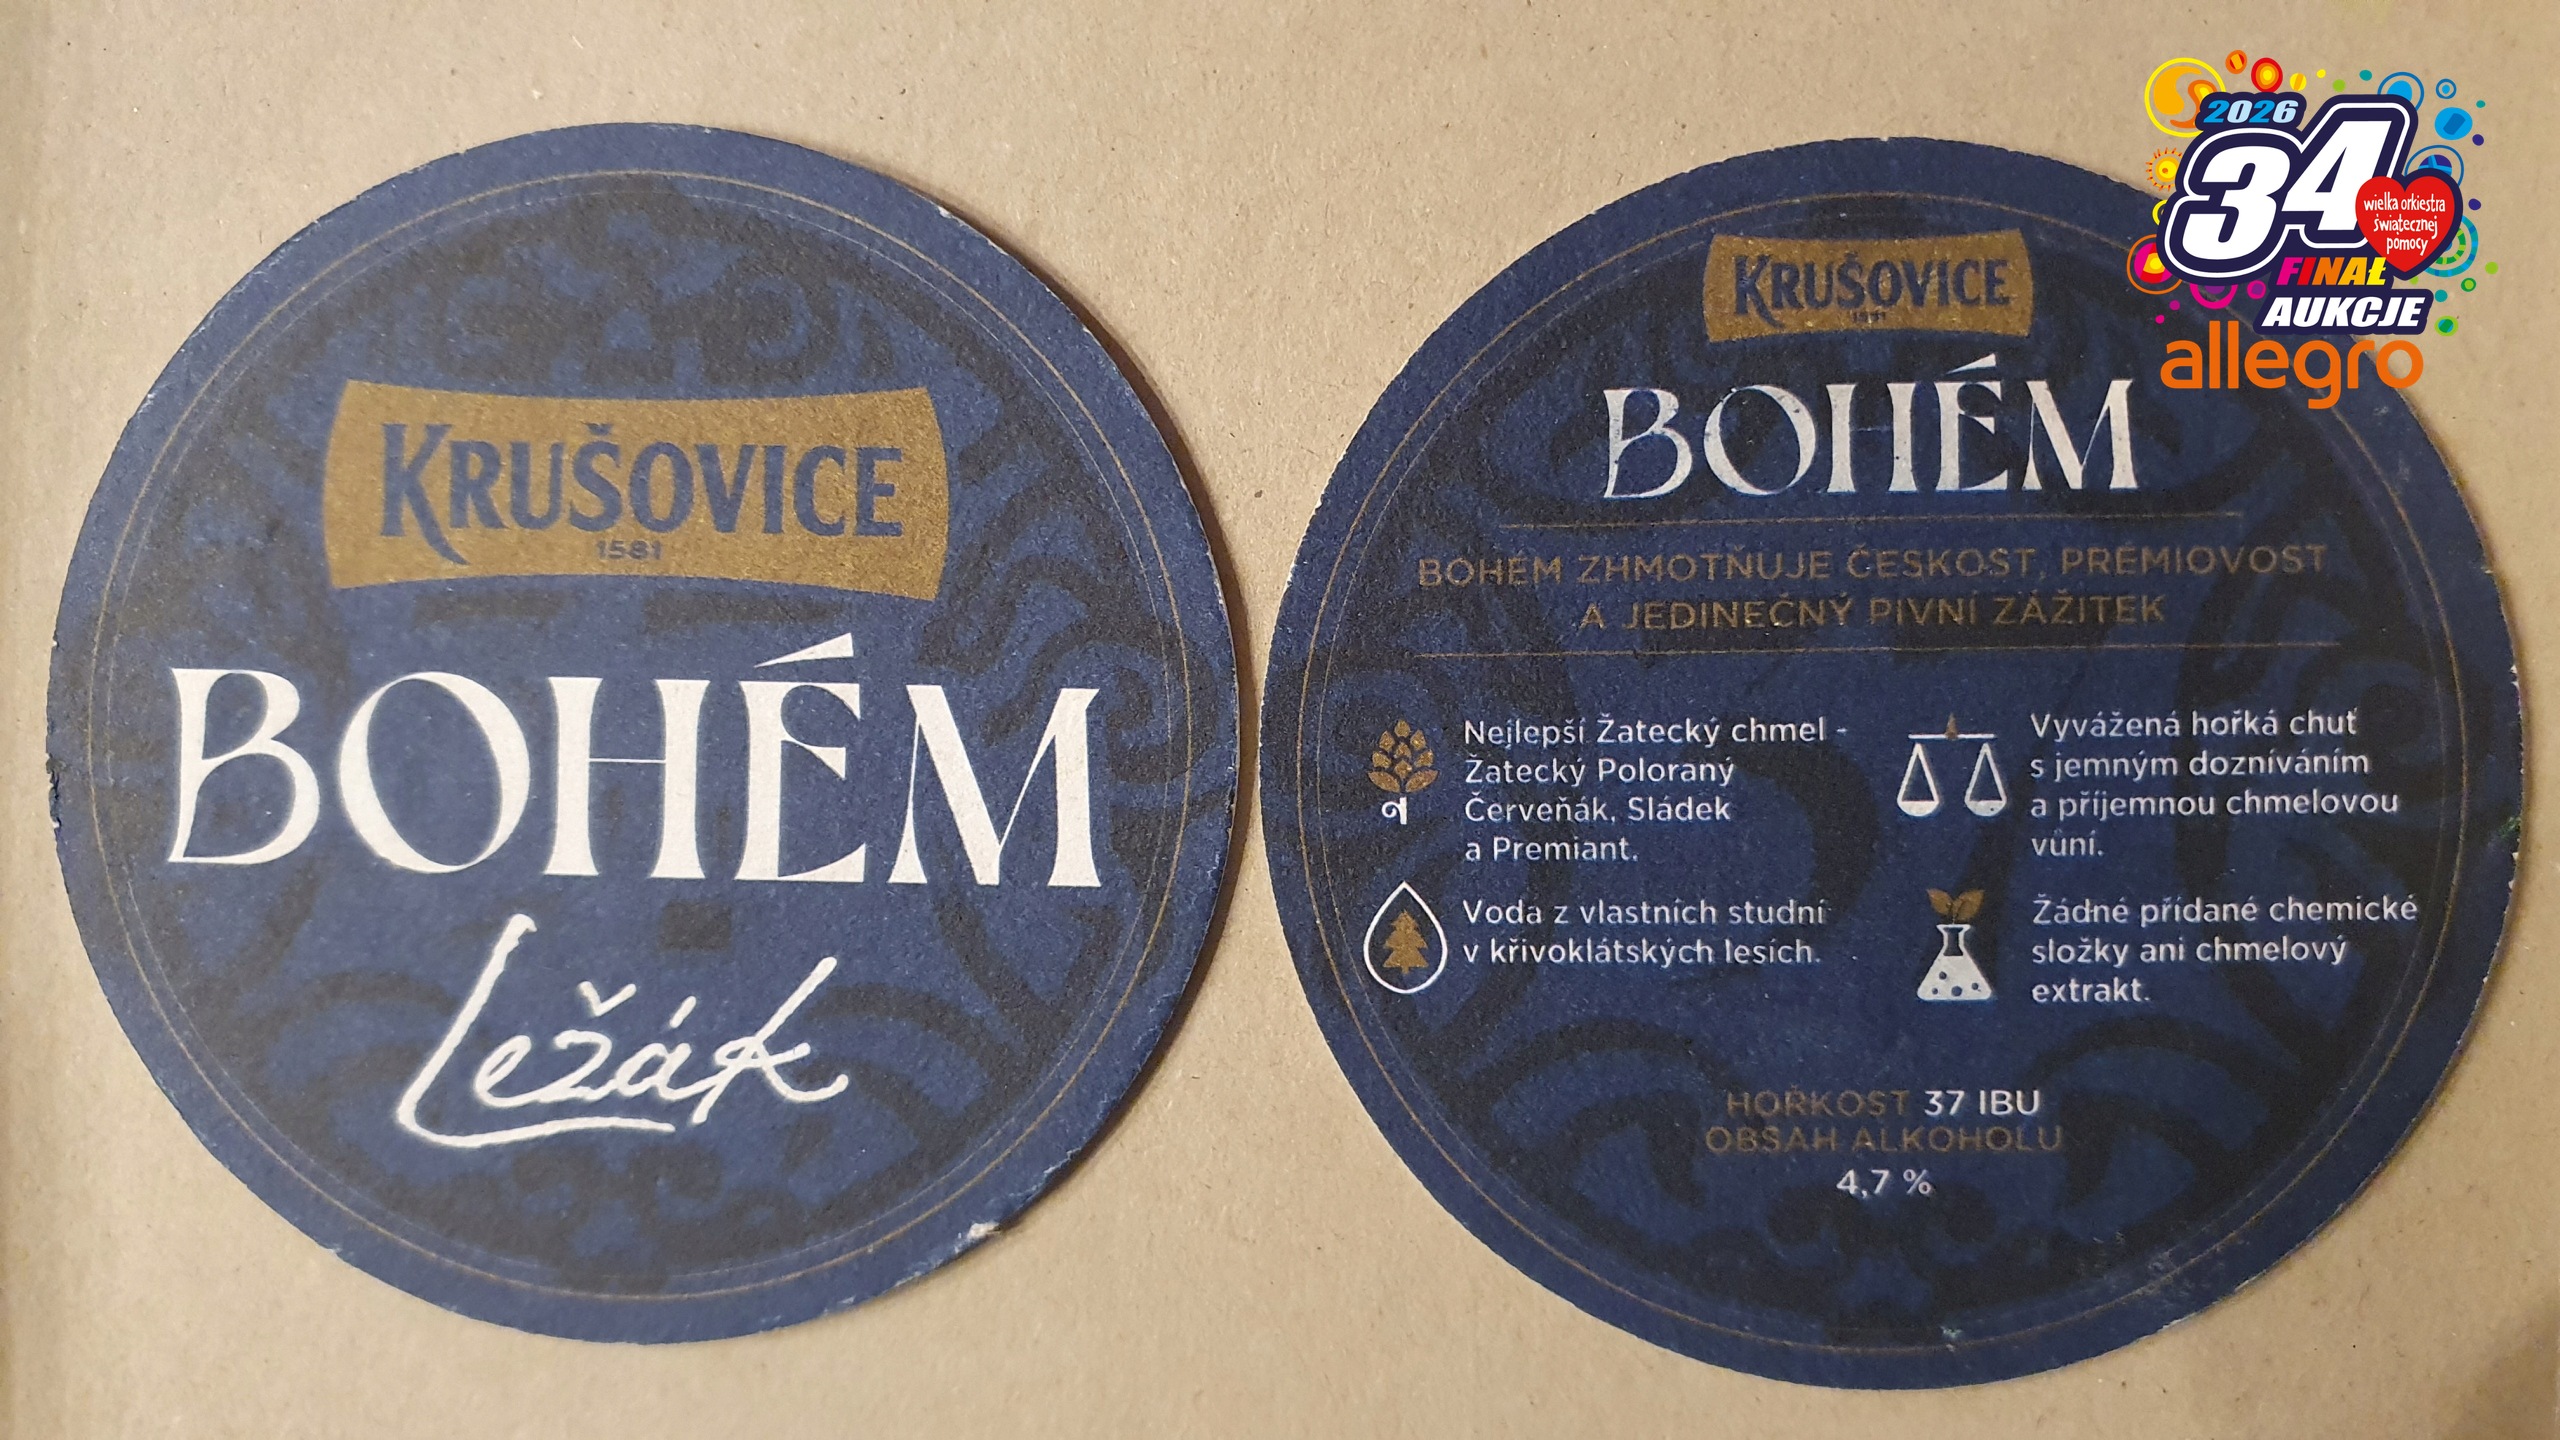 KRUŠOVICE
1581
BOHÉM
Ležák
KRUŠOVICE
1581
BOHÉM
BOHÉM ZHMOTŇUJE ČESKOST, PRÉMIOVOST
A JEDINEČNÝ PIVNÍ ZÁŽITEK
Nejlepší Žatecký chmel -
Žatecký Poloraný
Červeňák, Sládek
a Premiant.
Voda z vlastních studní
v křivoklátských lesích.
Vyvážená hořká chuť
s jemným dozníváním
a příjemnou chmelovou
vůní.
Žádné přidané chemické
složky ani chmelový
extrakt.
HOŘKOST 37 IBU
OBSAH ALKOHOLU
4,7 %
2026
34
wielka orkiestra
świątecznej
pomocy
FINAŁ
AUKCJE
allegro